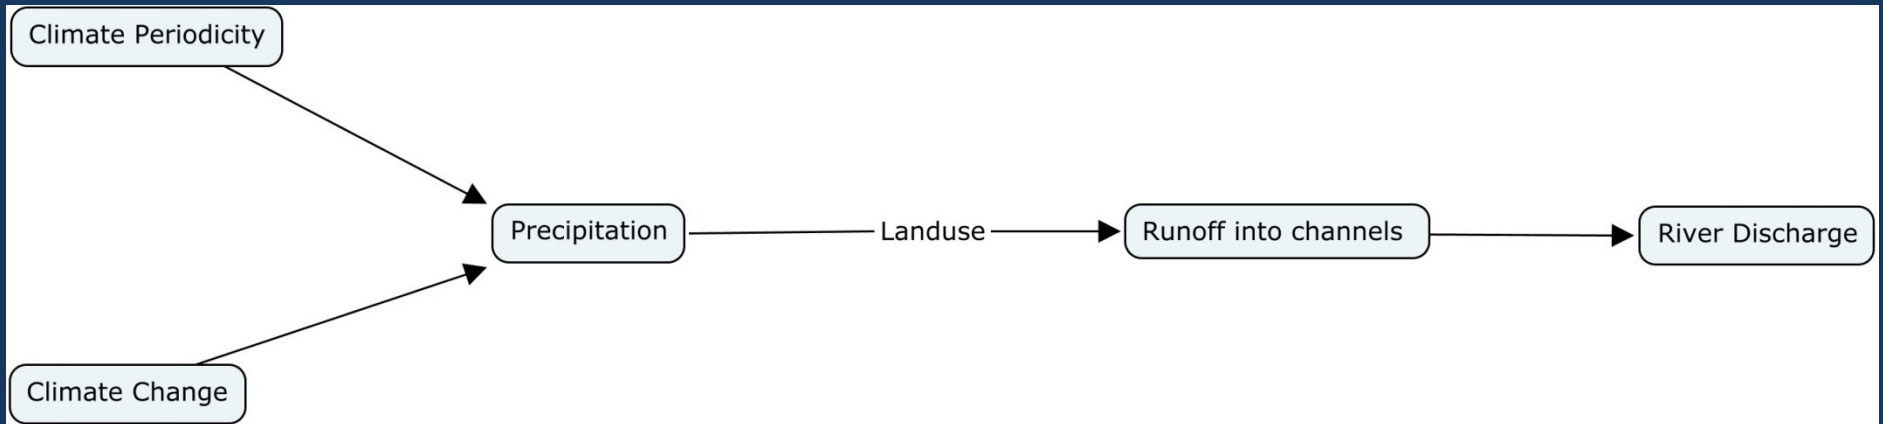 Climate Periodicity
Precipitation
Landuse
Runoff into channels
River Discharge
Climate Change